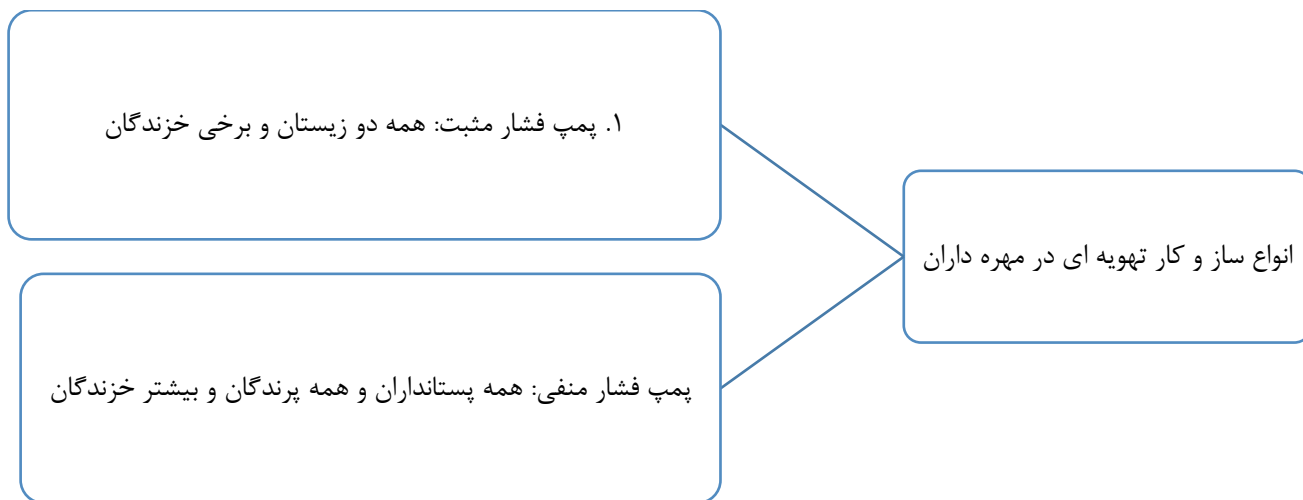 انواع ساز و کار تهویه ای در مهره داران
۱. پمپ فشار مثبت: همه دو زیستان و برخی خزندگان
پمپ فشار منفی: همه پستانداران و همه پرندگان و بیشتر خزندگان